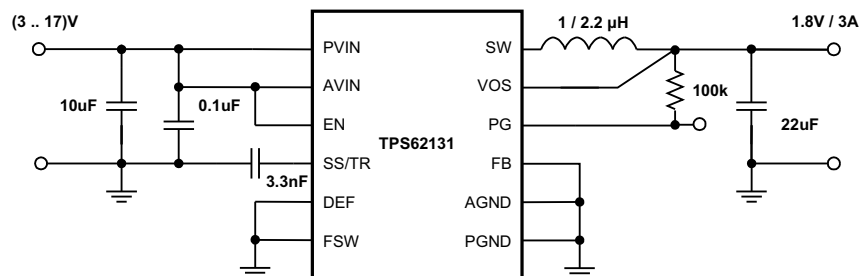 (3 .. 17)V
1 / 2.2 µH
1.8V / 3A
PVIN
SW
AVIN
VOS
10uF
0.1uF
100k
EN
PG
22uF
TPS62131
SS/TR
FB
3.3nF
DEF
AGND
FSW
PGND